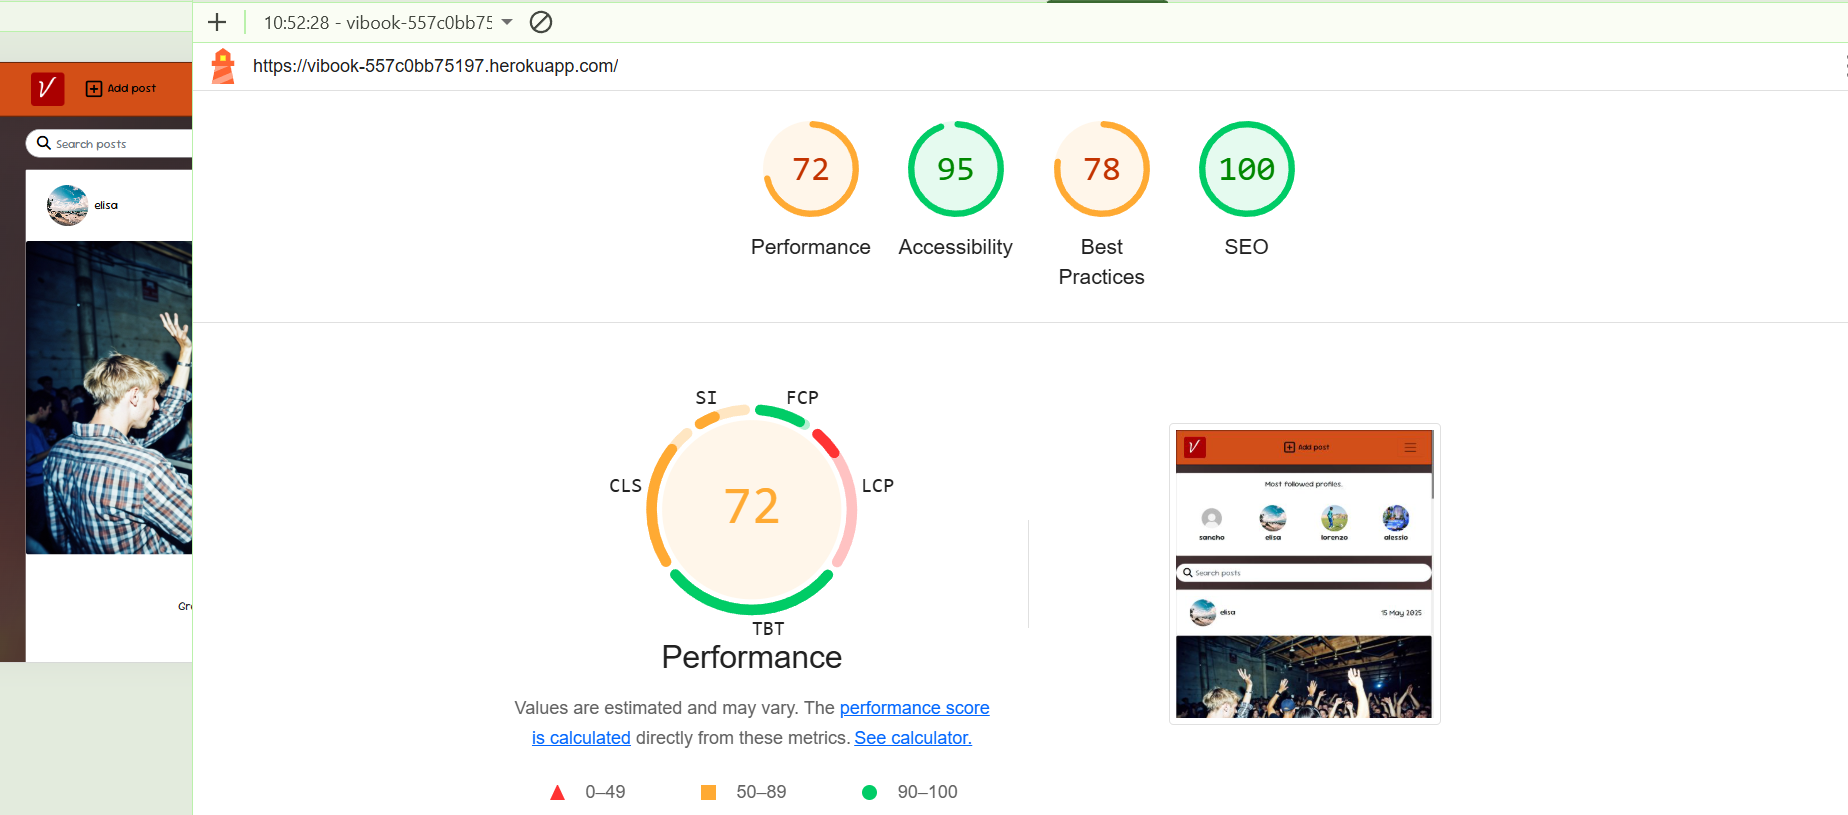 10:52:28 - vibook-557c0bb75
https://vibook-557c0bb75197.herokuapp.com/
V
Add post
Search posts
elisa
72
95
78
100
Performance
Accessibility
Best
Practices
SEO
SI
FCP
CLS
LCP
72
TBT
Performance
Values are estimated and may vary. The performance score
is calculated directly from these metrics. See calculator.
0–49
50–89
90–100
V
Add post
Most followed profiles.
sancho
elisa
lorenzo
alessio
Search posts
elisa
15 May 2025